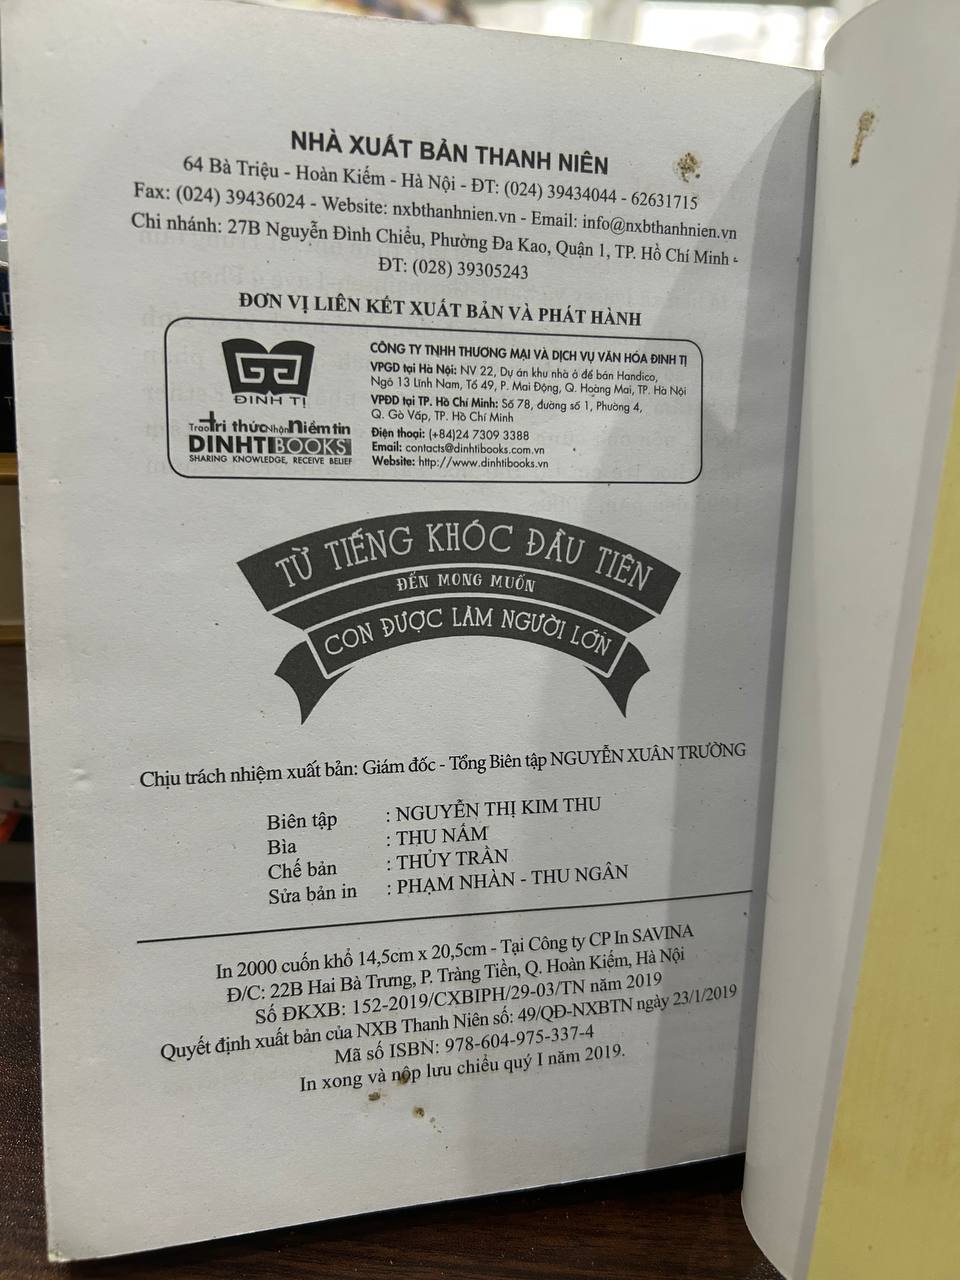 NHÀ XUẤT BẢN THANH NIÊN
64 Bà Triệu - Hoàn Kiếm - Hà Nội - ĐT: (024) 39434044 - 62631715
Fax: (024) 39436024 - Website: nxbthanhnien.vn - Email: info@nxbthanhnien.vn
Chi nhánh: 27B Nguyễn Đình Chiểu, Phường Đa Kao, Quận 1, TP. Hồ Chí Minh -
ĐT: (028) 39305243
ĐƠN VỊ LIÊN KẾT XUẤT BẢN VÀ PHÁT HÀNH
ĐINH TỊ
Trao Tri thức Nhận niềm tin
DINHTIBOOKS
SHARING KNOWLEDGE, RECEIVE BELIEF
CÔNG TY TNHH THƯƠNG MẠI VÀ DỊCH VỤ VĂN HÓA ĐINH TỊ
VPGD tại Hà Nội: NV 22, Dự án khu nhà ở để bán Handico,
Ngõ 13 Lĩnh Nam, Tổ 49, P. Mai Động, Q. Hoàng Mai, TP. Hà Nội
VPĐD tại TP. Hồ Chí Minh: Số 78, đường số 1, Phường 4,
Q. Gò Vấp, TP. Hồ Chí Minh
Điện thoại: (+84)24 7309 3388
Email: contacts@dinhtibooks.com.vn
Website: http://www.dinhtibooks.vn
TỪ TIẾNG KHÓC ĐẦU TIÊN
ĐẾN MONG MUỐN
CON ĐƯỢC LÀM NGƯỜI LỚN
Chịu trách nhiệm xuất bản: Giám đốc - Tổng Biên tập NGUYỄN XUÂN TRƯỜNG
Biên tập : NGUYỄN THỊ KIM THU
Bìa : THU NẤM
Chế bản : THỦY TRẦN
Sửa bản in : PHẠM NHÀN - THU NGÂN
In 2000 cuốn khổ 14,5cm x 20,5cm - Tại Công ty CP In SAVINA
Đ/C: 22B Hai Bà Trưng, P. Tràng Tiền, Q. Hoàn Kiếm, Hà Nội
Số ĐKXB: 152-2019/CXBIPH/29-03/TN năm 2019
Quyết định xuất bản của NXB Thanh Niên số: 49/QĐ-NXBTN ngày 23/1/2019
Mã số ISBN: 978-604-975-337-4
In xong và nộp lưu chiểu quý I năm 2019.